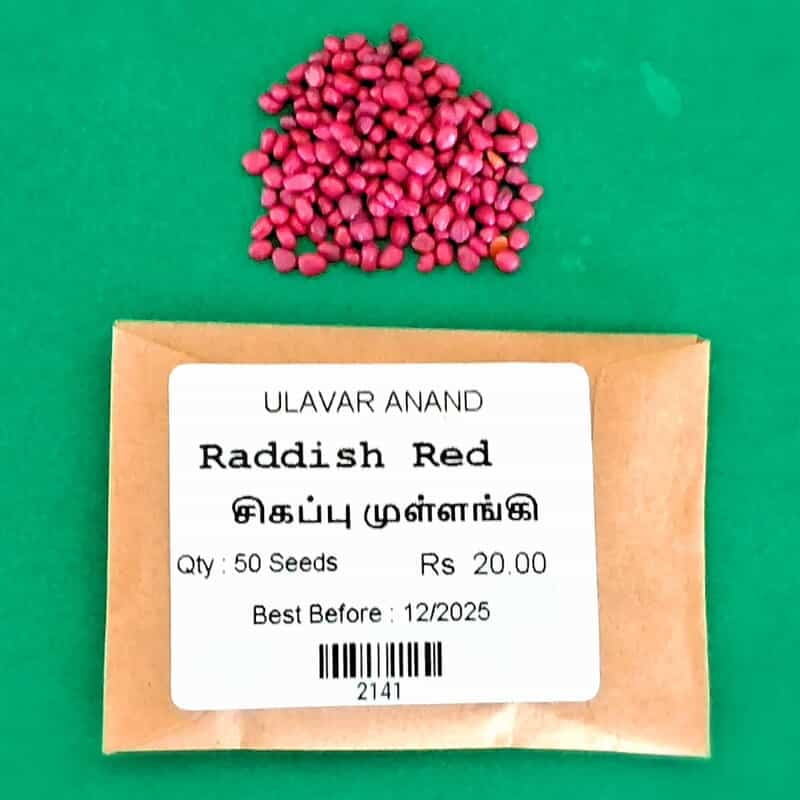 ULAVAR ANAND
Raddish Red
சிகப்பு முள்ளங்கி
Qty : 50 Seeds Rs 20.00
Best Before : 12/2025
2141